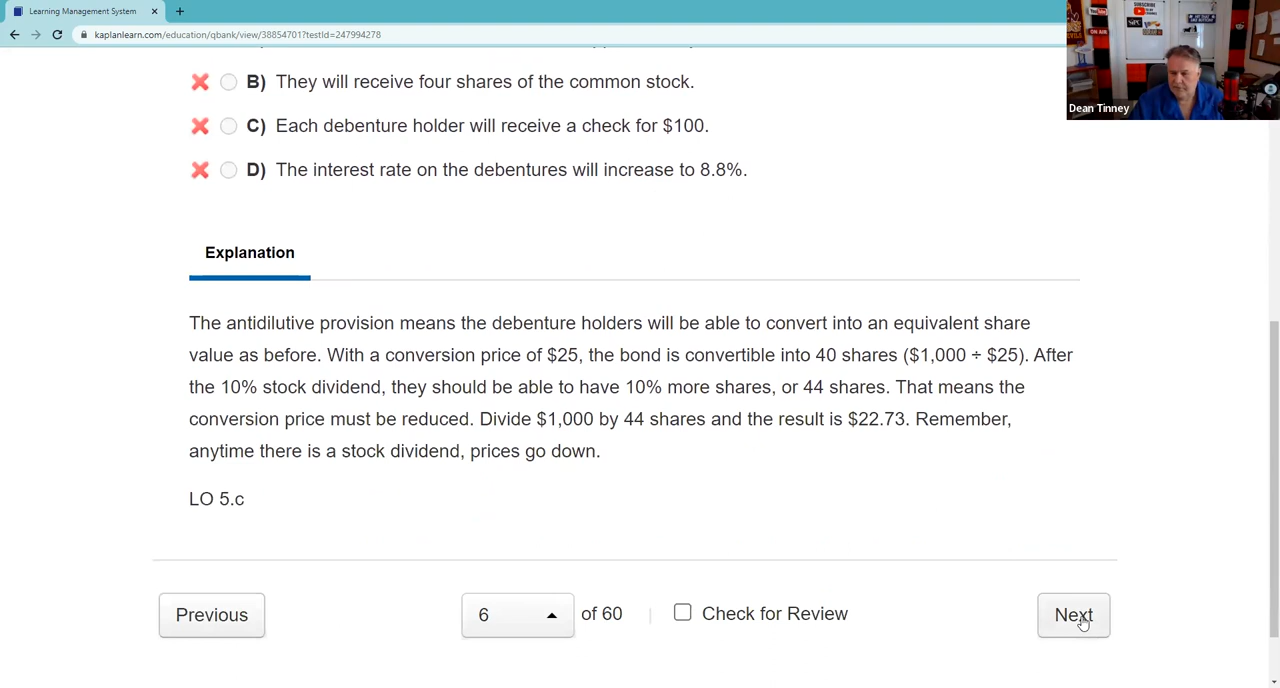 Learning Management System
kaplanlearn.com/education/qbank/view/38854701?testId=247994278
SUBSCRIBE
ON AIR
Dean Tinney
B) They will receive four shares of the common stock.
C) Each debenture holder will receive a check for $100.
D) The interest rate on the debentures will increase to 8.8%.
Explanation
The antidilutive provision means the debenture holders will be able to convert into an equivalent share
value as before. With a conversion price of $25, the bond is convertible into 40 shares ($1,000 ÷ $25). After
the 10% stock dividend, they should be able to have 10% more shares, or 44 shares. That means the
conversion price must be reduced. Divide $1,000 by 44 shares and the result is $22.73. Remember,
anytime there is a stock dividend, prices go down.
LO 5.c
Previous
6
of 60
Check for Review
Next